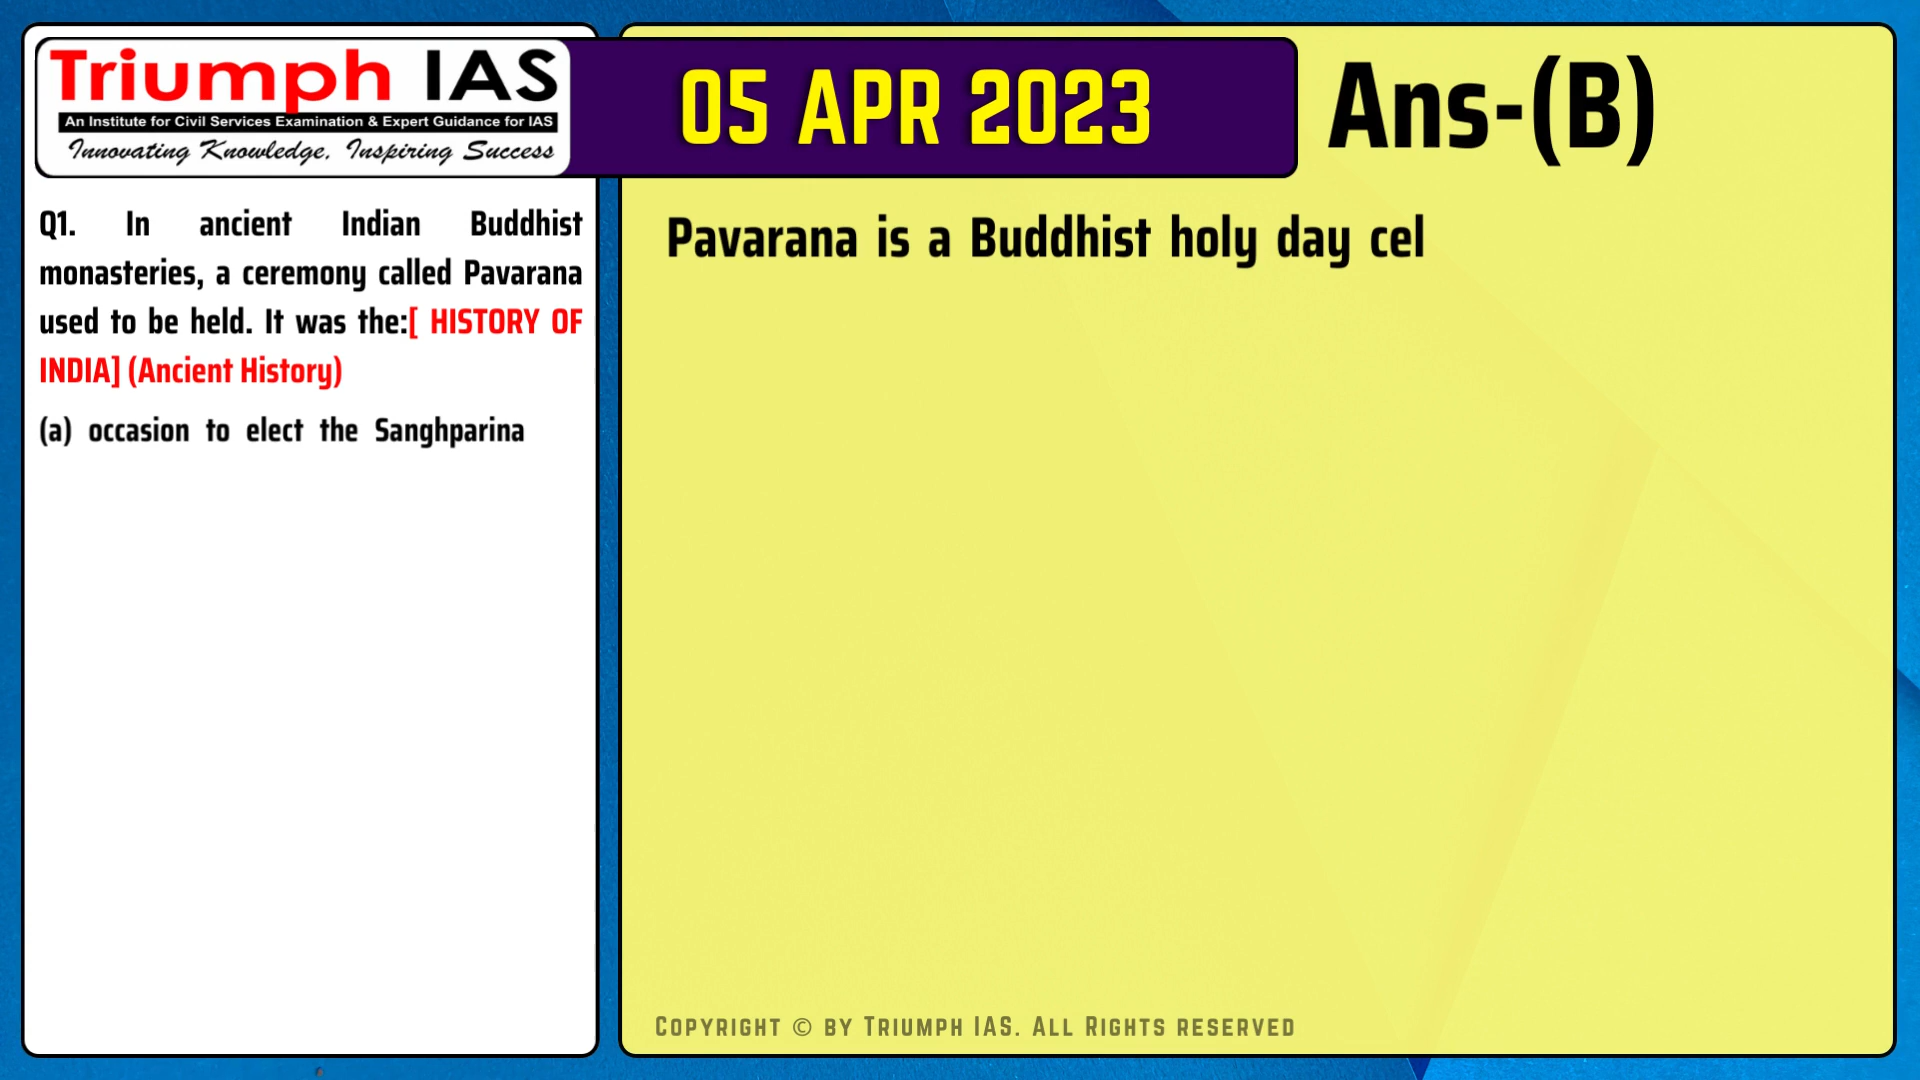 Triumph IAS
An Institute for Civil Services Examination & Expert Guidance for IAS
Innovating Knowledge, Inspiring Success
05 APR 2023
Ans-(B)
Q1. In ancient Indian Buddhist
monasteries, a ceremony called Pavarana
used to be held. It was the:[ HISTORY OF
INDIA] (Ancient History)
(a) occasion to elect the Sanghparina
Pavarana is a Buddhist holy day cel
COPYRIGHT © BY TRIUMPH IAS. ALL RIGHTS RESERVED